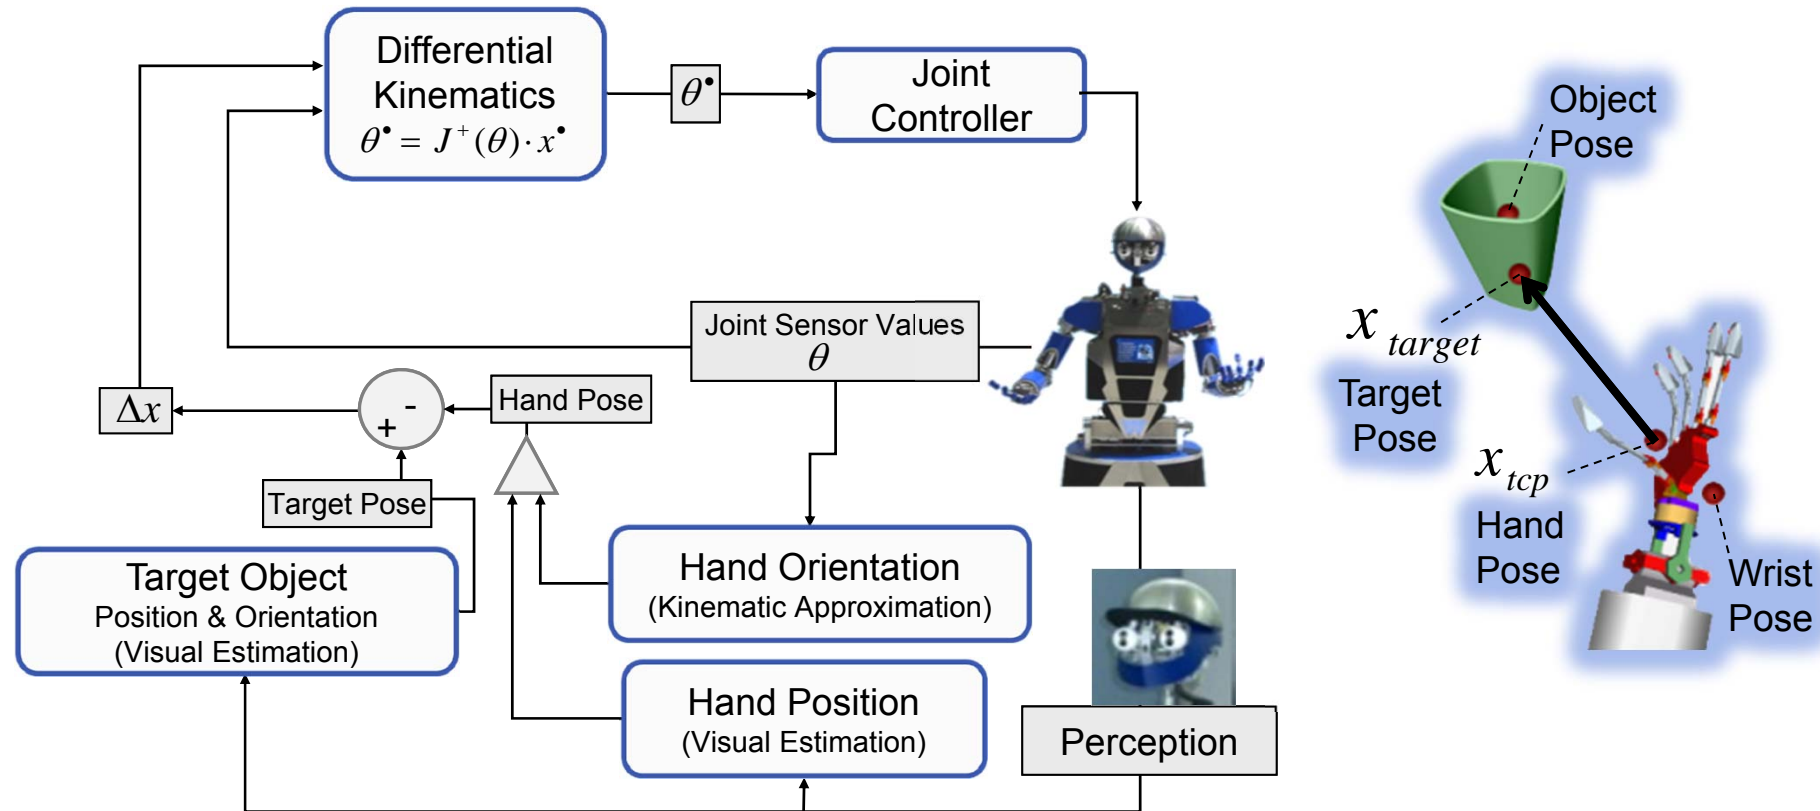 Differential
Kinematics
θ• = J⁺(θ)· x•
θ•
Joint
Controller
Joint Sensor Values
θ
Δx
+ -
Hand Pose
Target Pose
Target Object
Position & Orientation
(Visual Estimation)
Hand Orientation
(Kinematic Approximation)
Hand Position
(Visual Estimation)
Perception
Object
Pose
x target
Target
Pose
x tcp
Hand
Pose
Wrist
Pose